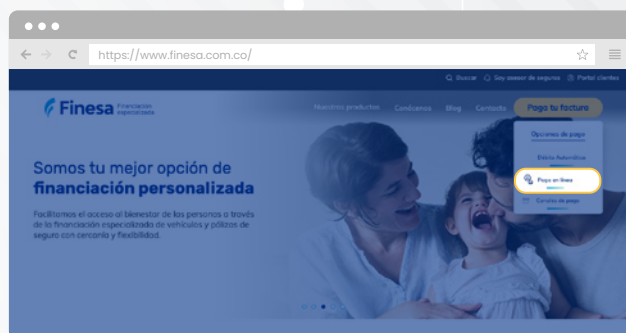 https://www.finesa.com.co/
Buscar Soy asesor de seguros Portal clientes
Finesa Financiación especializada
Nuestros productos Conócenos Blog Contacto Paga tu factura
Opciones de pago
Débito Automático
Pago en línea
Canales de pago
Somos tu mejor opción de
financiación personalizada
Facilitamos el acceso al bienestar de las personas a través
de la financiación especializada de vehículos y pólizas de
seguro con cercanía y flexibilidad.